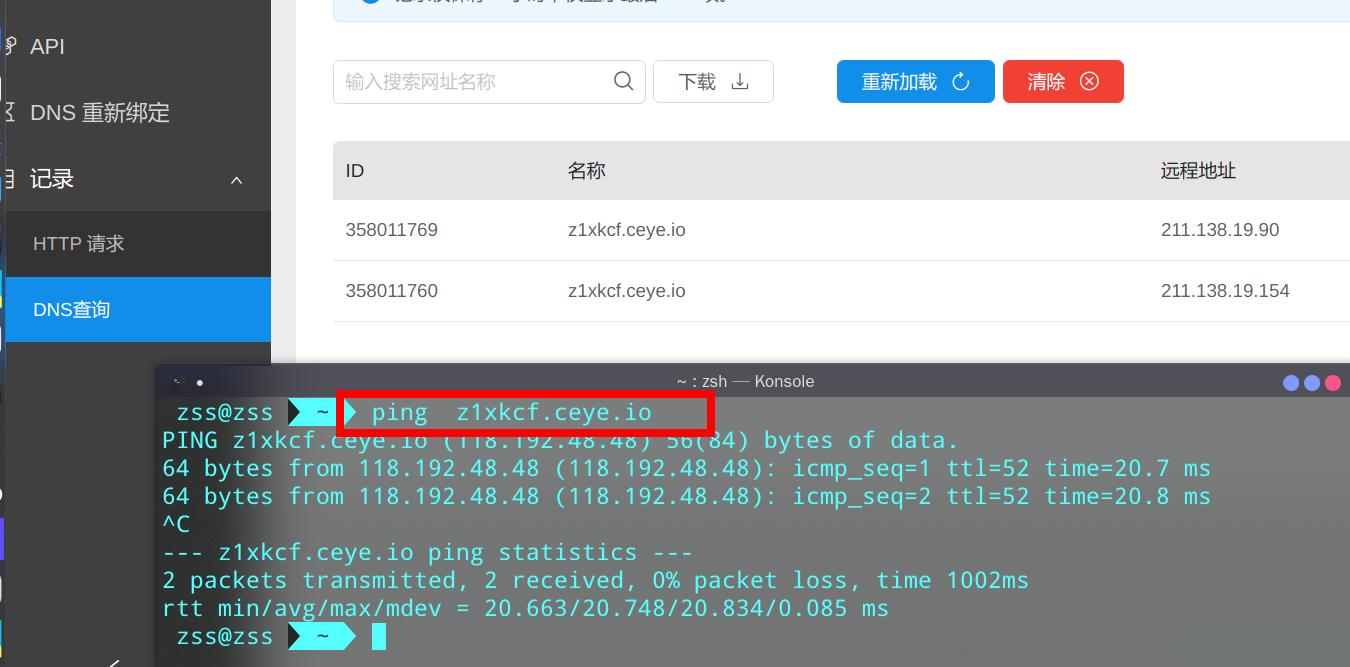 API
DNS 重新绑定
记录
HTTP 请求
DNS查询
输入搜索网址名称
下载
重新加载
清除
ID 名称 远程地址
358011769 z1xkcf.ceye.io 211.138.19.90
358011760 z1xkcf.ceye.io 211.138.19.154
~ : zsh — Konsole
zss@zss ~ ping z1xkcf.ceye.io
PING z1xkcf.ceye.io (118.192.48.48) 56(84) bytes of data.
64 bytes from 118.192.48.48 (118.192.48.48): icmp_seq=1 ttl=52 time=20.7 ms
64 bytes from 118.192.48.48 (118.192.48.48): icmp_seq=2 ttl=52 time=20.8 ms
^C
--- z1xkcf.ceye.io ping statistics ---
2 packets transmitted, 2 received, 0% packet loss, time 1002ms
rtt min/avg/max/mdev = 20.663/20.748/20.834/0.085 ms
zss@zss ~